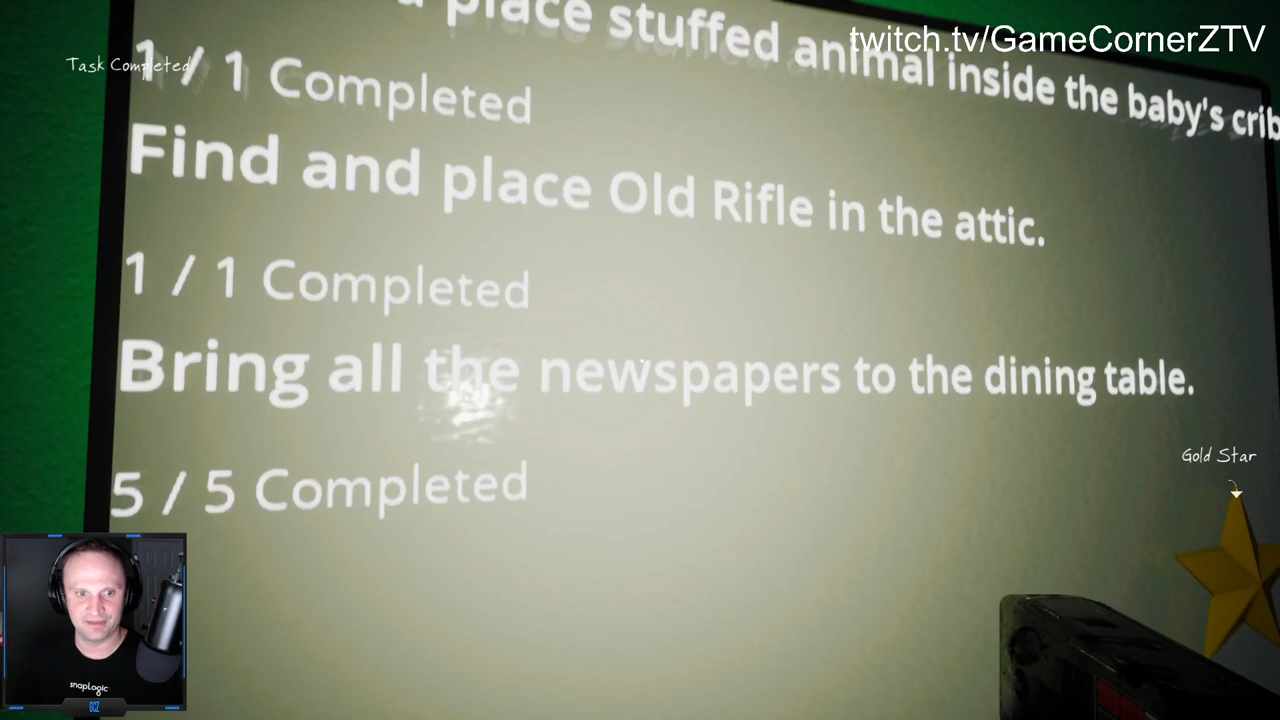 twitch.tv/GameCornerZTV
place stuffed animal inside the baby's crib
Task Completed
1 / 1 Completed
Find and place Old Rifle in the attic.
1 / 1 Completed
Bring all the newspapers to the dining table.
5 / 5 Completed
Gold Star
snapLogic
GCZ